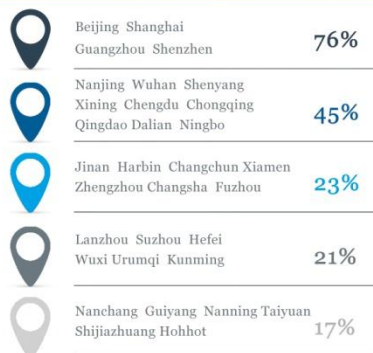 Beijing Shanghai
Guangzhou Shenzhen
76%
Nanjing Wuhan Shenyang
Xining Chengdu Chongqing
Qingdao Dalian Ningbo
45%
Jinan Harbin Changchun Xiamen
Zhengzhou Changsha Fuzhou
23%
Lanzhou Suzhou Hefei
Wuxi Urumqi Kunming
21%
Nanchang Guiyang Nanning Taiyuan
Shijiazhuang Hohhot
17%